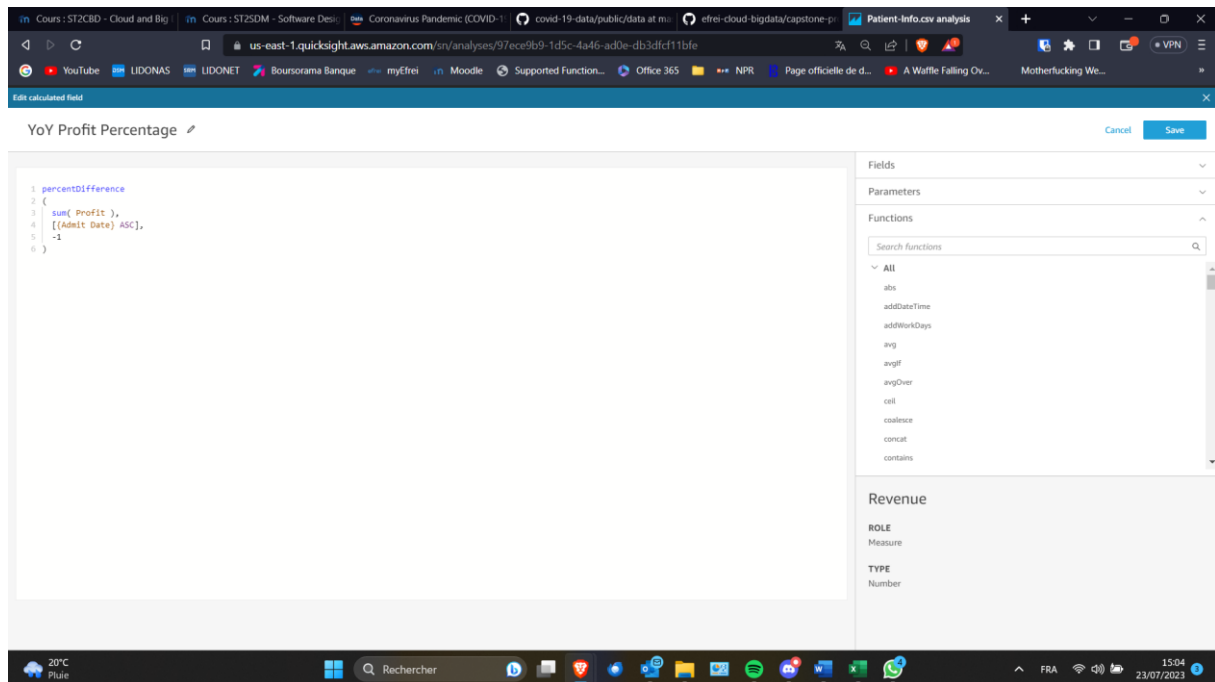 Cours : ST2CBD - Cloud and Big
Cours : ST2SDM - Software Desig
Coronavirus Pandemic (COVID-1
covid-19-data/public/data at ma
efrei-cloud-bigdata/capstone-pr
Patient-Info.csv analysis
us-east-1.quicksight.aws.amazon.com/sn/analyses/97ece9b9-1d5c-4a46-ad0e-db3dfcf11bfe
VPN
YouTube
LIDONAS
LIDONET
Boursorama Banque
myEfrei
Moodle
Supported Function...
Office 365
NPR
Page officielle de d...
A Waffle Falling Ov...
Motherfucking We...
Edit calculated field
YoY Profit Percentage
Cancel
Save
1 percentDifference
2 (
3 sum( Profit ),
4 [{Admit Date} ASC],
5 -1
6 )
Fields
Parameters
Functions
Search functions
All
abs
addDateTime
addWorkDays
avg
avgIf
avgOver
ceil
coalesce
concat
contains
Revenue
ROLE
Measure
TYPE
Number
20°C
Pluie
Rechercher
FRA
15:04
23/07/2023